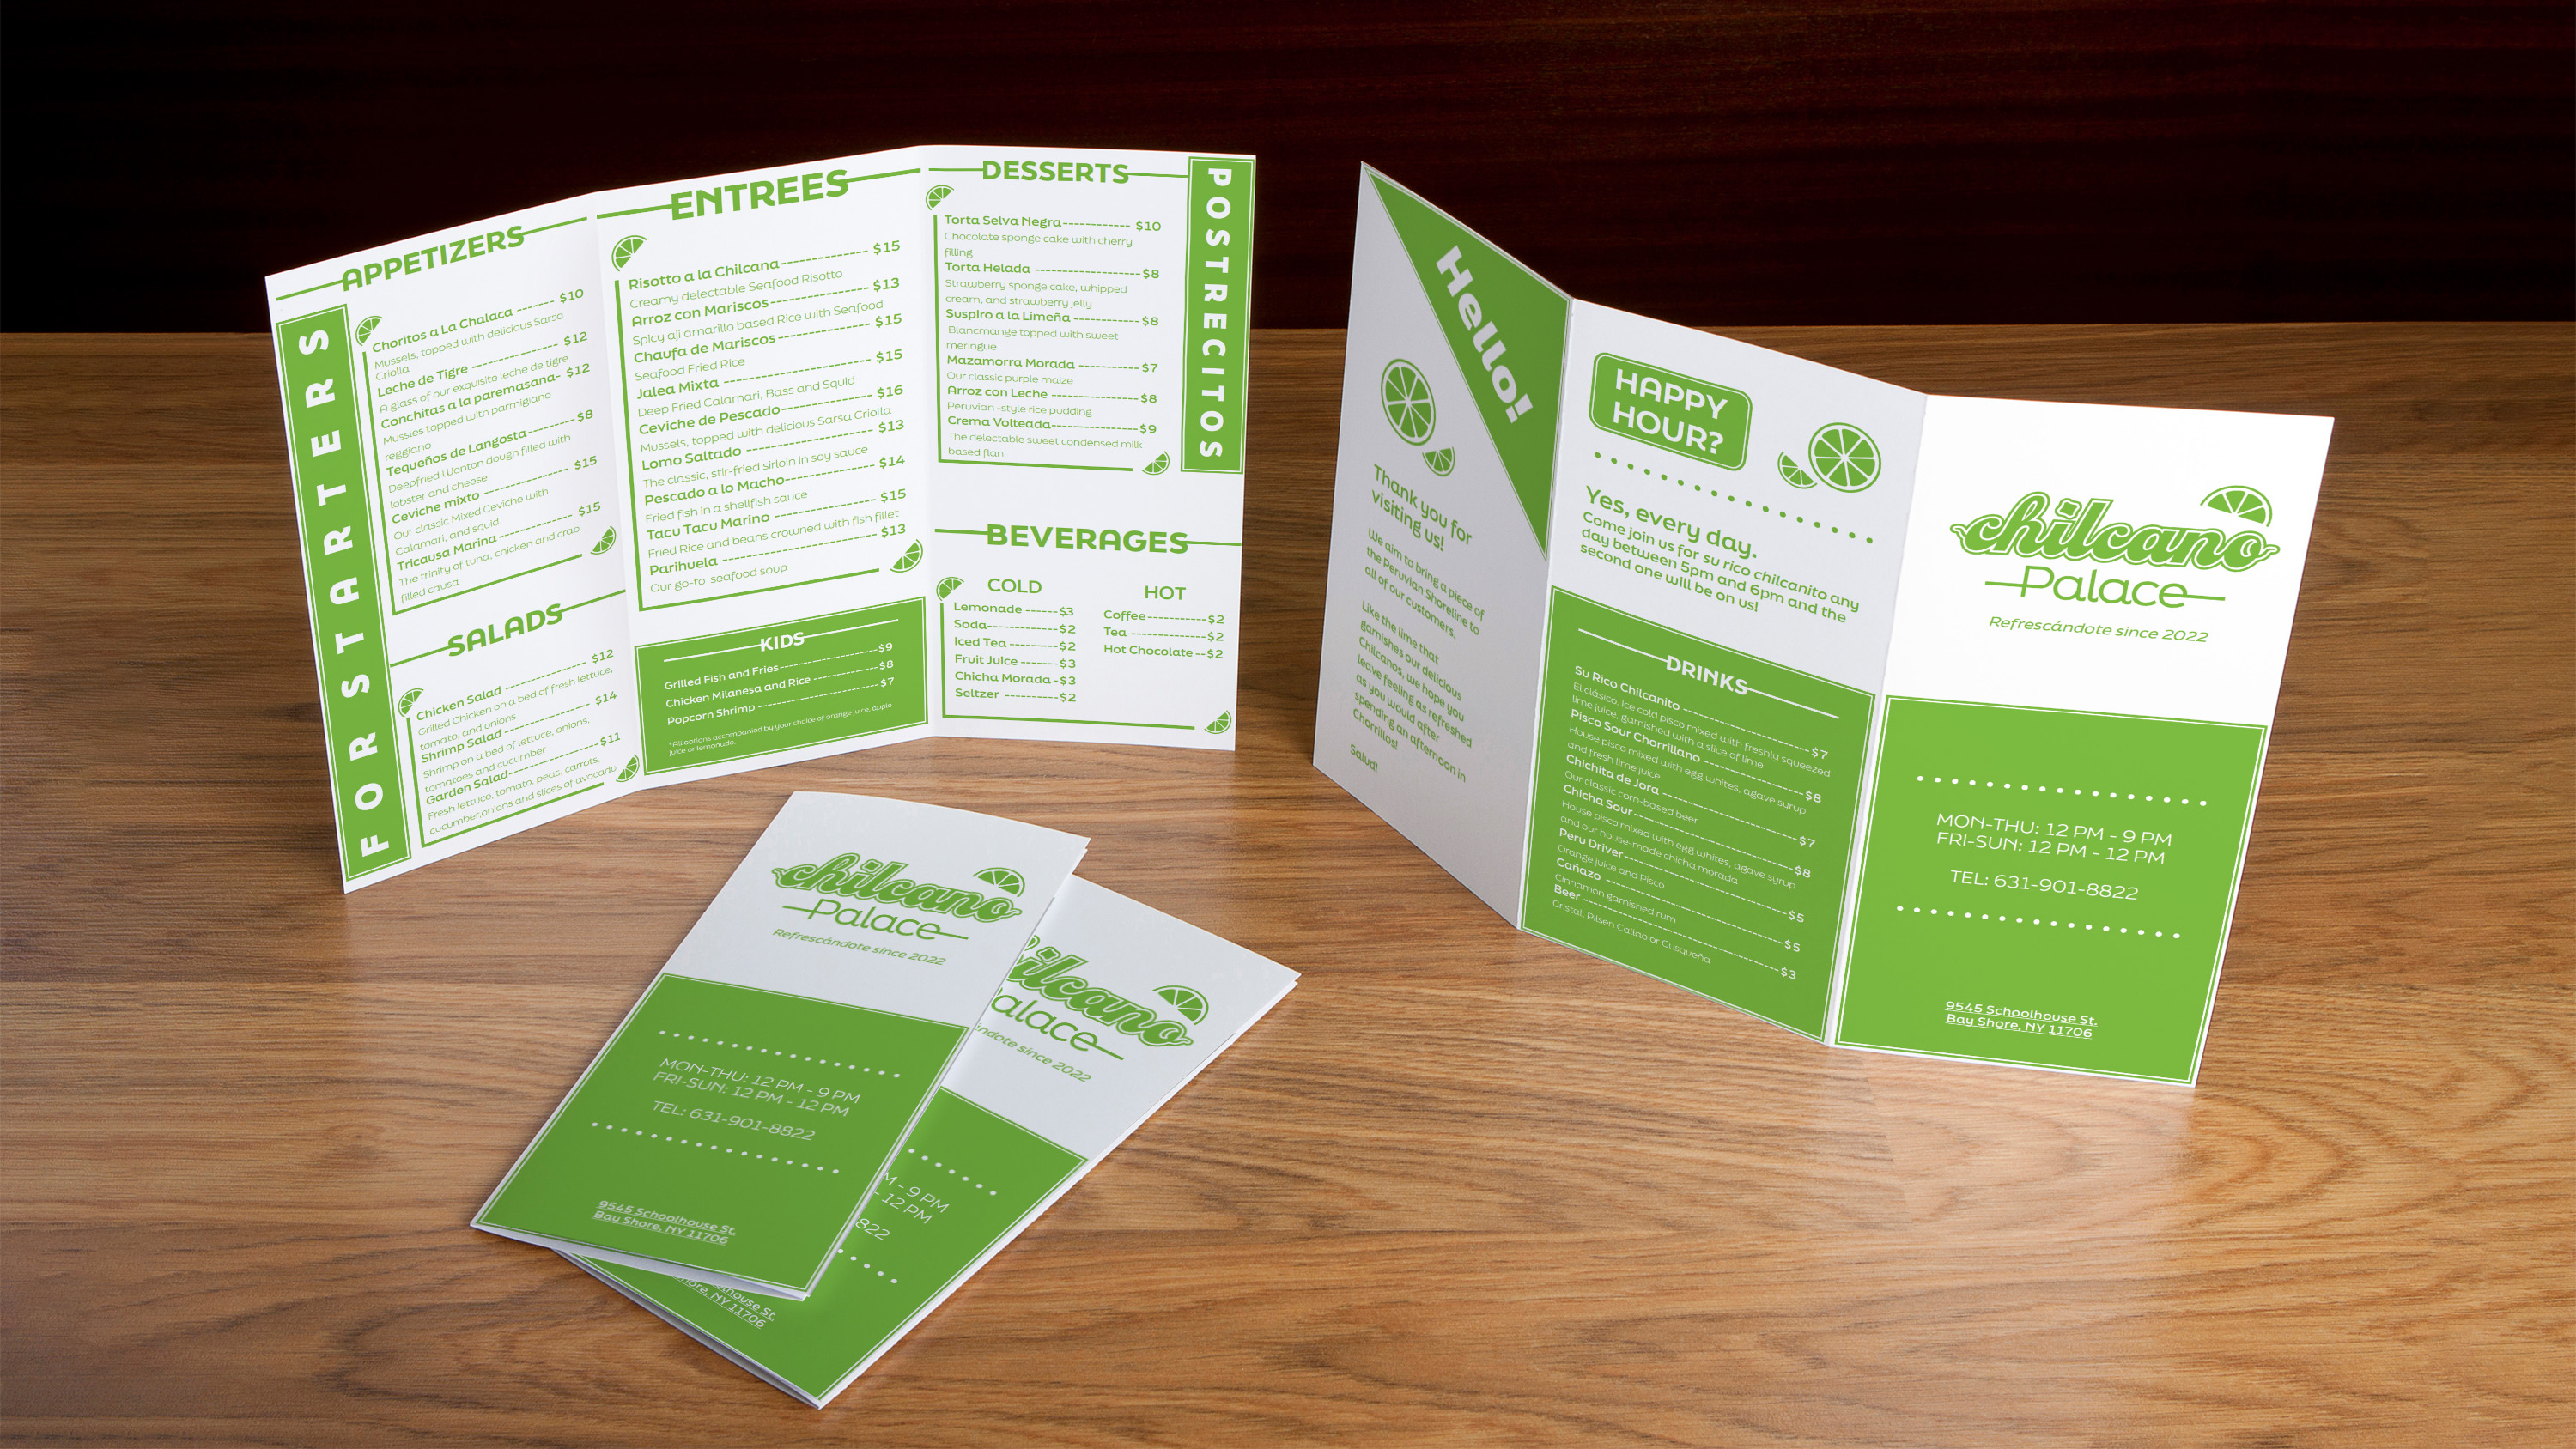 APPETIZERS
FOR STARTERS
Choritos a La Chalaca ------- $10
Mussels, topped with delicious Sarsa
Criolla
Leche de Tigre ---------------- $12
A glass of our exquisite leche de tigre
Conchitas a la paremasana- $12
Mussles topped with parmigiano
reggiano
Tequeños de Langosta--------$8
Deepfried Wonton dough filled with
lobster and cheese
Ceviche mixto --------------- $15
Our classic Mixed Ceviche with
Calamari, and squid.
Tricausa Marina -------------- $15
The trinity of tuna, chicken and crab
filled causa
SALADS
Chicken Salad --------------- $12
Grilled Chicken on a bed of fresh lettuce,
tomato, and onions
Shrimp Salad ---------------- $14
Shrimp on a bed of lettuce, onions,
tomatoes and cucumber
Garden Salad-----------------$11
Fresh lettuce, tomato, peas, carrots,
cucumber,onions and slices of avocado
ENTREES
Risotto a la Chilcana-------------- $15
Creamy delectable Seafood Risotto
Arroz con Mariscos---------------- $13
Spicy aji amarillo based Rice with Seafood
Chaufa de Mariscos--------------- $15
Seafood Fried Rice
Jalea Mixta ----------------------- $15
Deep Fried Calamari, Bass and Squid
Ceviche de Pescado-------------- $16
Mussels, topped with delicious Sarsa Criolla
Lomo Saltado -------------------- $13
The classic, stir-fried sirloin in soy sauce
Pescado a lo Macho-------------- $14
Fried fish in a shellfish sauce
Tacu Tacu Marino ---------------- $15
Fried Rice and beans crowned with fish fillet
Parihuela ------------------------ $13
Our go-to seafood soup
KIDS
Grilled Fish and Fries----------------$9
Chicken Milanesa and Rice -----------$8
Popcorn Shrimp ---------------------$7
*All options accompanied by your choice of orange juice, apple
juice or lemonade.
DESSERTS
POSTRECITOS
Torta Selva Negra------------ $10
Chocolate sponge cake with cherry
filling
Torta Helada -------------------$8
Strawberry sponge cake, whipped
cream, and strawberry jelly
Suspiro a la Limeña ------------$8
Blancmange topped with sweet
meringue
Mazamorra Morada ------------$7
Our classic purple maize
Arroz con Leche ----------------$8
Peruvian -style rice pudding
Crema Volteada----------------$9
The delectable sweet condensed milk
based flan
BEVERAGES
COLD
Lemonade ------$3
Soda-------------$2
Iced Tea ---------$2
Fruit Juice -------$3
Chicha Morada -$3
Seltzer ----------$2
HOT
Coffee-----------$2
Tea --------------$2
Hot Chocolate --$2
Hello!
Thank you for
visiting us!
We aim to bring a piece of
the Peruvian Shoreline to
all of our customers.
Like the lime that
garnishes our delicious
Chilcanos, we hope you
leave feeling as refreshed
as you would after
spending an afternoon in
Chorrillos!
Salud!
HAPPY
HOUR?
Yes, every day.
Come join us for su rico chilcanito any
day between 5pm and 6pm and the
second one will be on us!
DRINKS
Su Rico Chilcanito -------------------$7
El clásico. Ice cold pisco mixed with freshly squeezed
lime juice, garnished with a slice of lime
Pisco Sour Chorrillano ---------------$8
House pisco mixed with egg whites, agave syrup
and fresh lime juice
Chichita de Jora ---------------------$7
Our classic corn-based beer
Chicha Sour--------------------------$8
House pisco mixed with egg whites, agave syrup
and our house-made chicha morada
Peru Driver---------------------------$5
Orange juice and Pisco
Cañazo ------------------------------$5
Cinnamon garnished rum
Beer ---------------------------------$3
Cristal, Pilsen Callao or Cusqueña
chilcano
Palace
Refrescándote since 2022
MON-THU: 12 PM - 9 PM
FRI-SUN: 12 PM - 12 PM
TEL: 631-901-8822
9545 Schoolhouse St.
Bay Shore, NY 11706
chilcano
Palace
Refrescándote since 2022
MON-THU: 12 PM - 9 PM
FRI-SUN: 12 PM - 12 PM
TEL: 631-901-8822
9545 Schoolhouse St.
Bay Shore, NY 11706
ilcano
alace
ndote since 2022
M - 9 PM
- 12 PM
822
house St.
ore, NY 11706